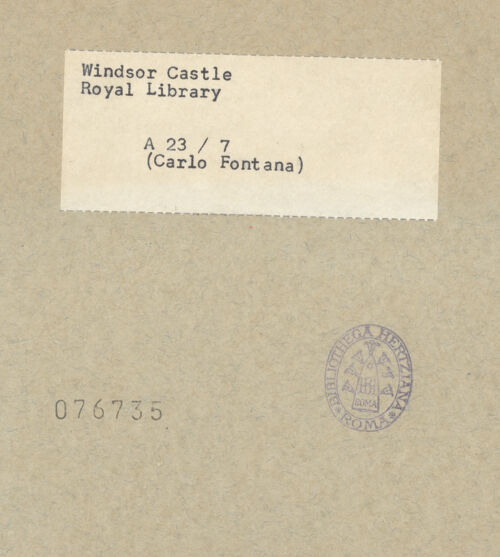 Windsor Castle
Royal Library
A 23 / 7
(Carlo Fontana)
BIBLIOTHECA HERTZIANA
ROMA
ROMA
076735